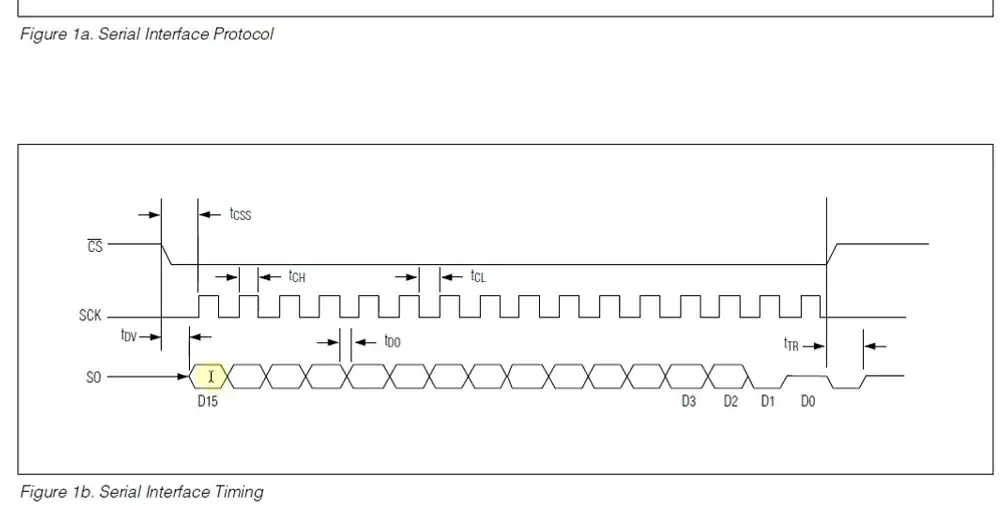 Figure 1a. Serial Interface Protocol
tCSS
CS
tCH
tCL
SCK
tDV
tDO
tTR
SO
D15
D3 D2 D1 D0
Figure 1b. Serial Interface Timing